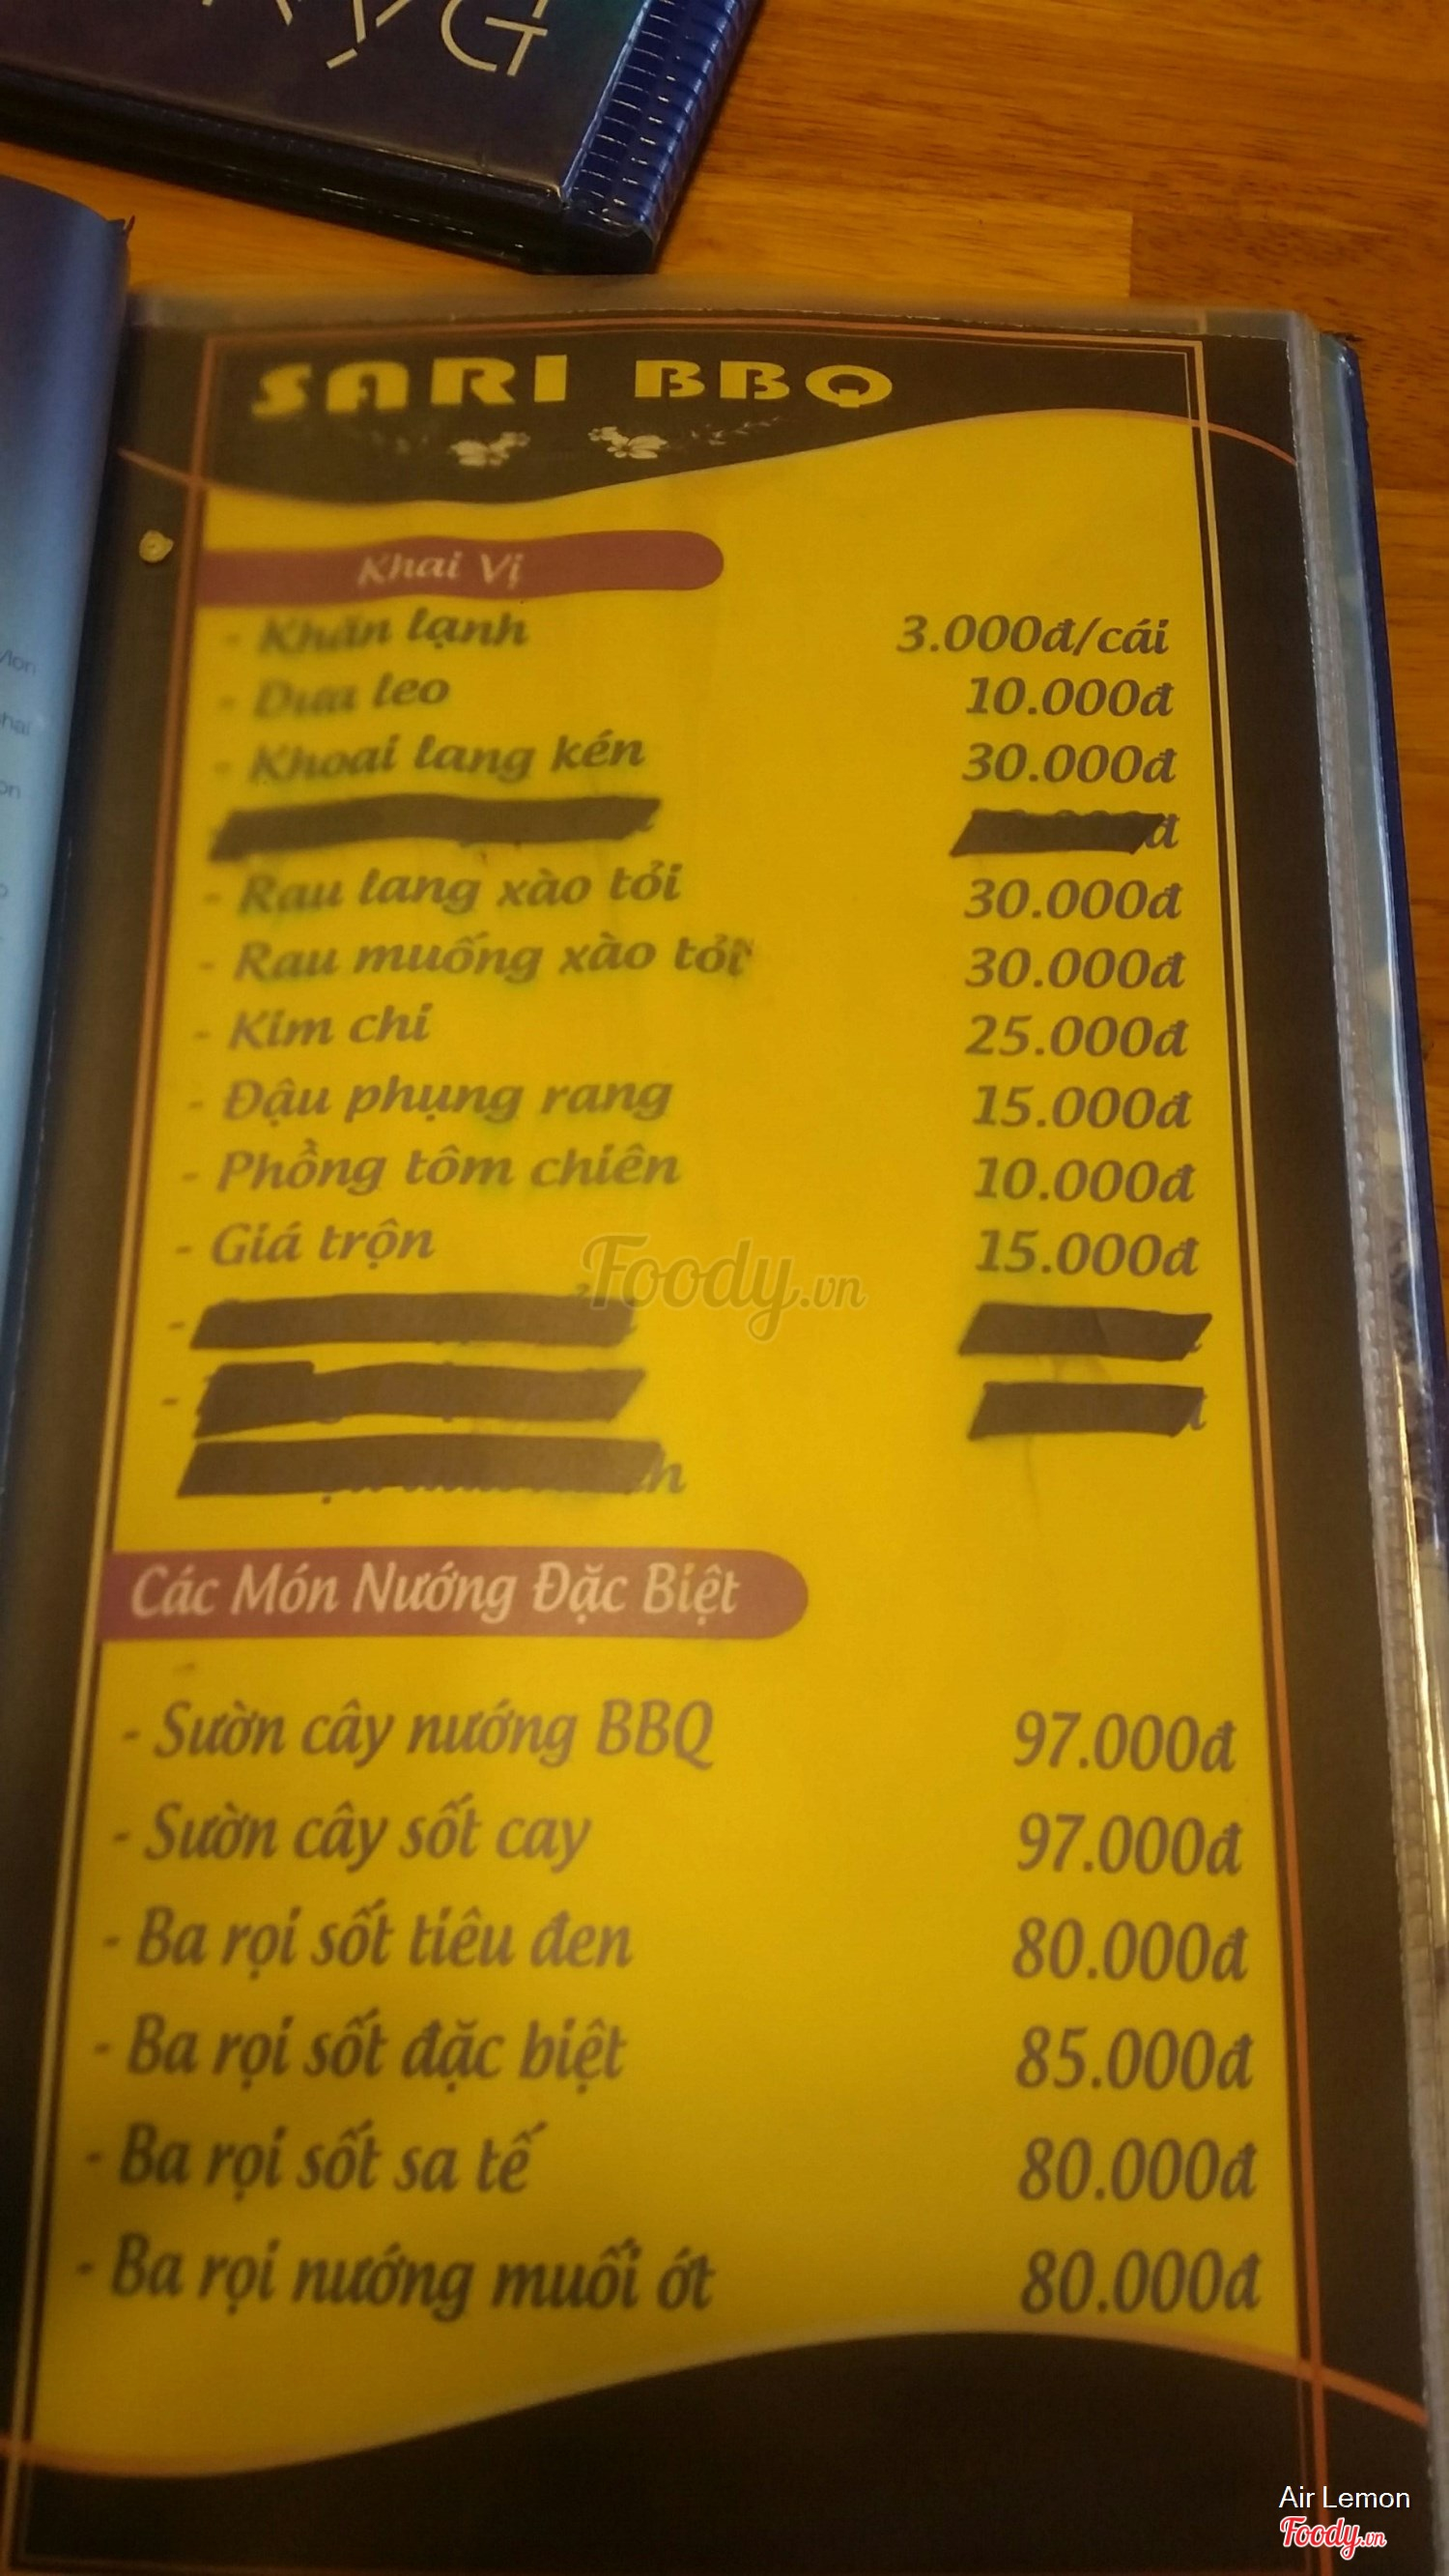 SARI BBQ
Khai Vị
- Khăn lạnh 3.000đ/cái
- Dưa leo 10.000đ
- Khoai lang kén 30.000đ
đ
- Rau lang xào tỏi 30.000đ
- Rau muống xào tỏi 30.000đ
- Kim chi 25.000đ
- Đậu phụng rang 15.000đ
- Phồng tôm chiên 10.000đ
- Giá trộn 15.000đ
Foody.vn
Các Món Nướng Đặc Biệt
- Sườn cây nướng BBQ 97.000đ
- Sườn cây sốt cay 97.000đ
- Ba rọi sốt tiêu đen 80.000đ
- Ba rọi sốt đặc biệt 85.000đ
- Ba rọi sốt sa tế 80.000đ
- Ba rọi nướng muối ớt 80.000đ
Air Lemon
Foody.vn